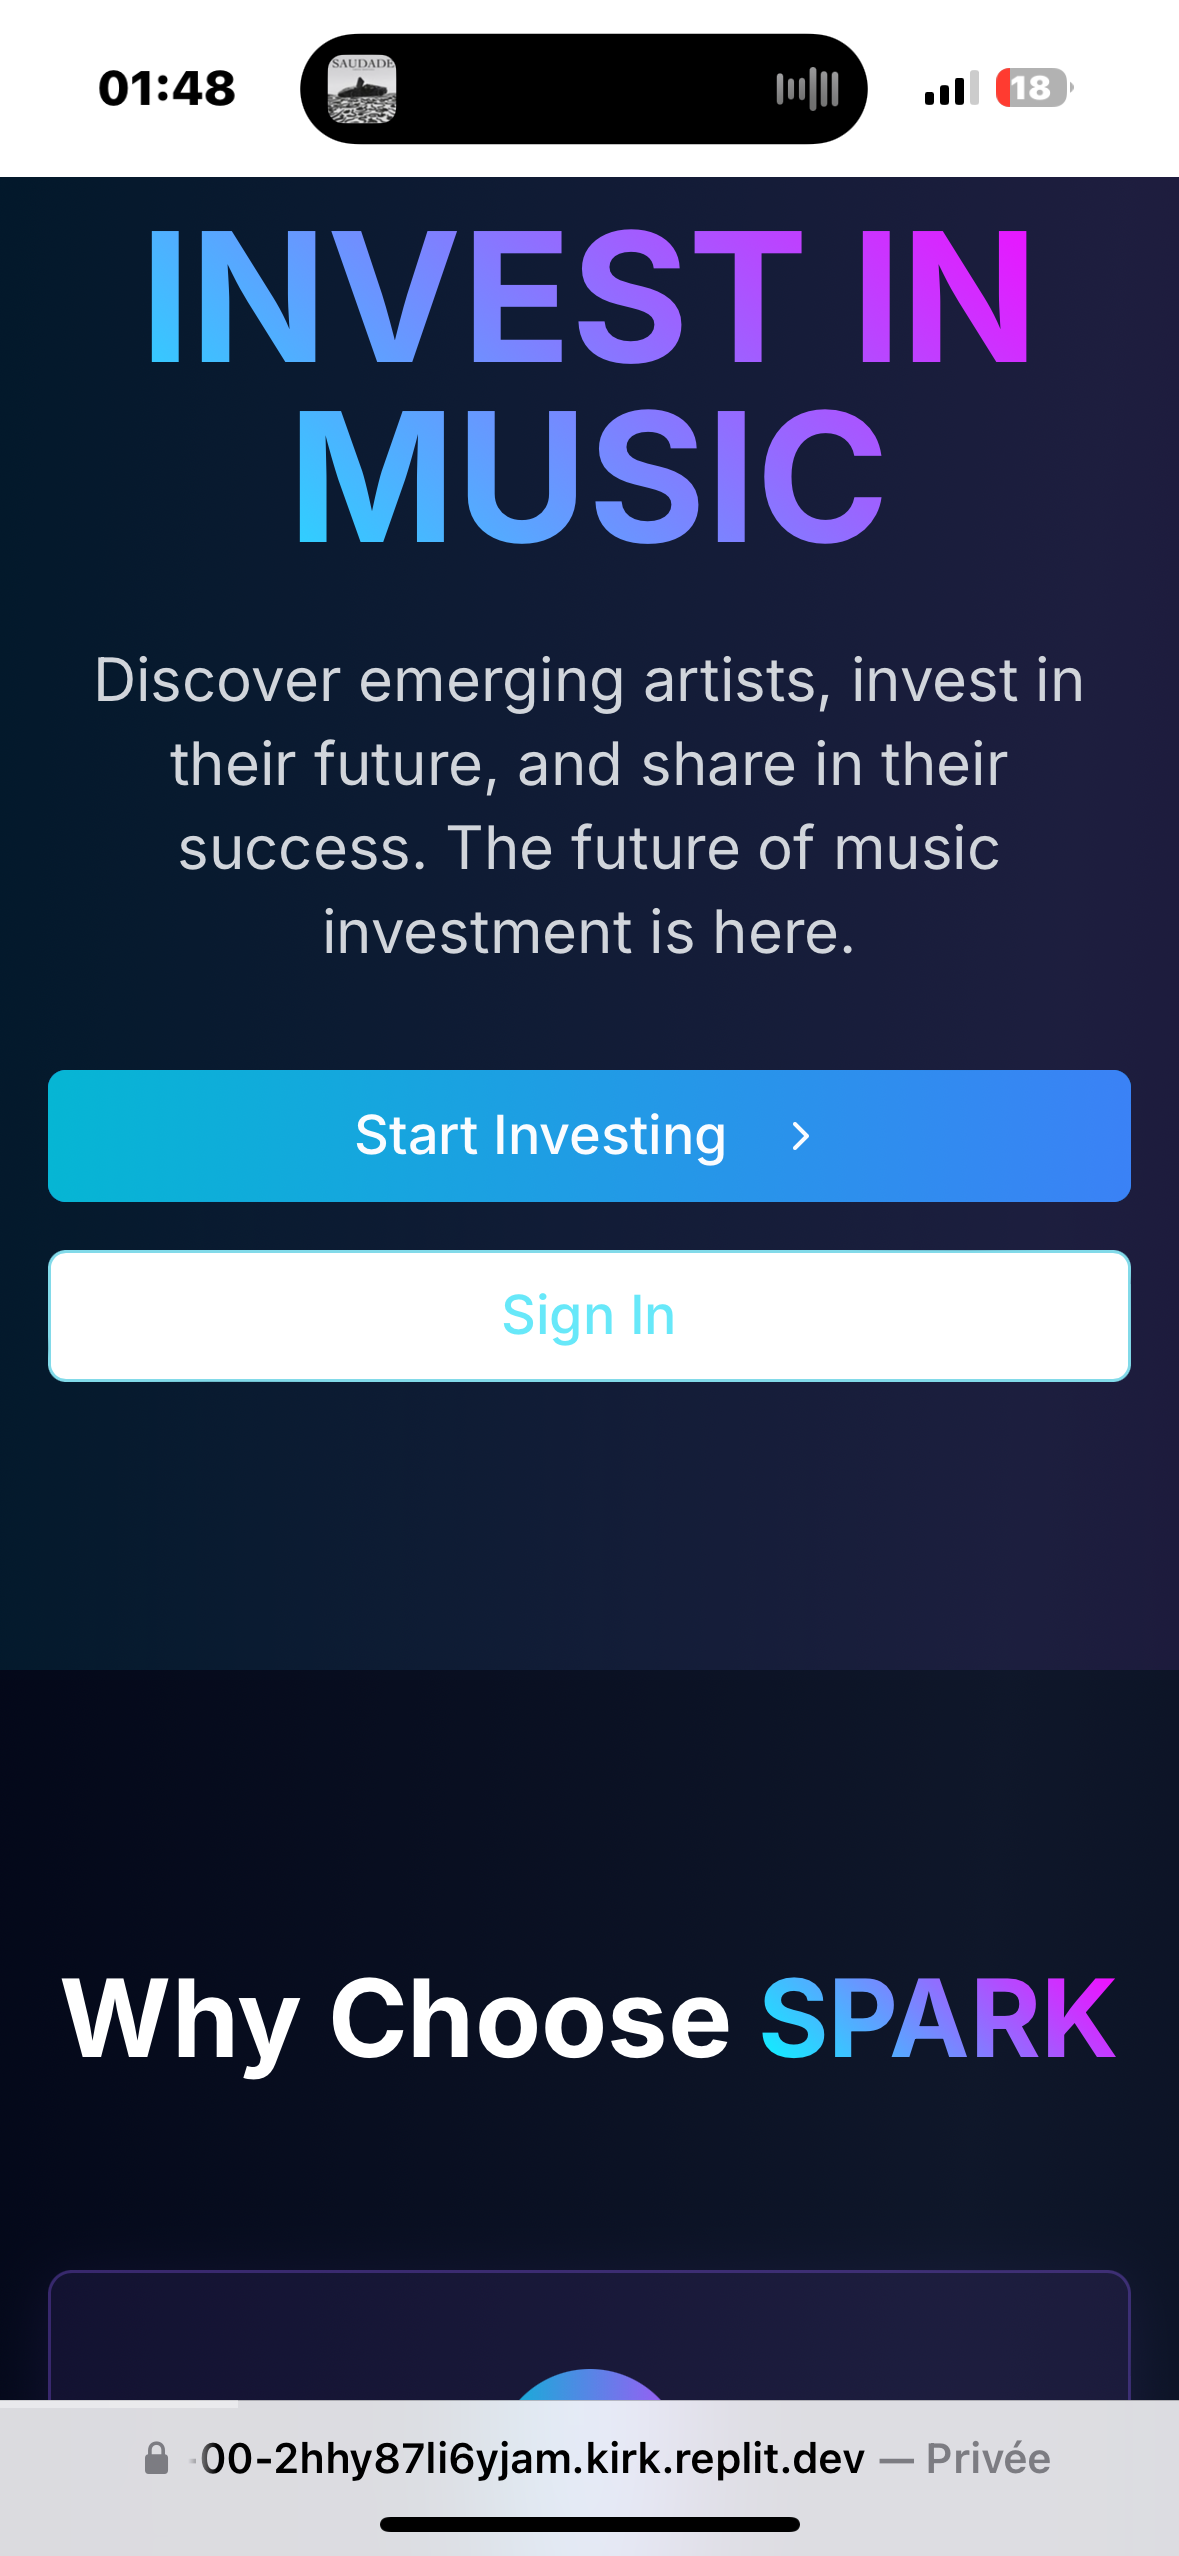 01:48
SAUDADE
18
INVEST IN
MUSIC
Discover emerging artists, invest in
their future, and share in their
success. The future of music
investment is here.
Start Investing
Sign In
Why Choose SPARK
-00-2hhy87li6yjam.kirk.replit.dev — Privée